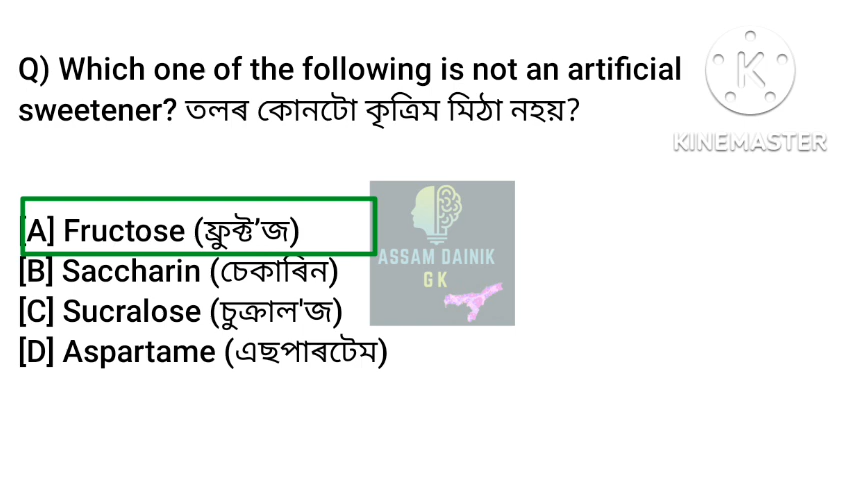 Q) Which one of the following is not an artificial
sweetener? তলৰ কোনটো কৃত্ৰিম মিঠা নহয়?
KINEMASTER
[A] Fructose (ফ্ৰুক্ট’জ)
[B] Saccharin (চেকাৰিন)
[C] Sucralose (চুক্ৰাল'জ)
[D] Aspartame (এছপাৰটেম)
ASSAM DAINIK
GK